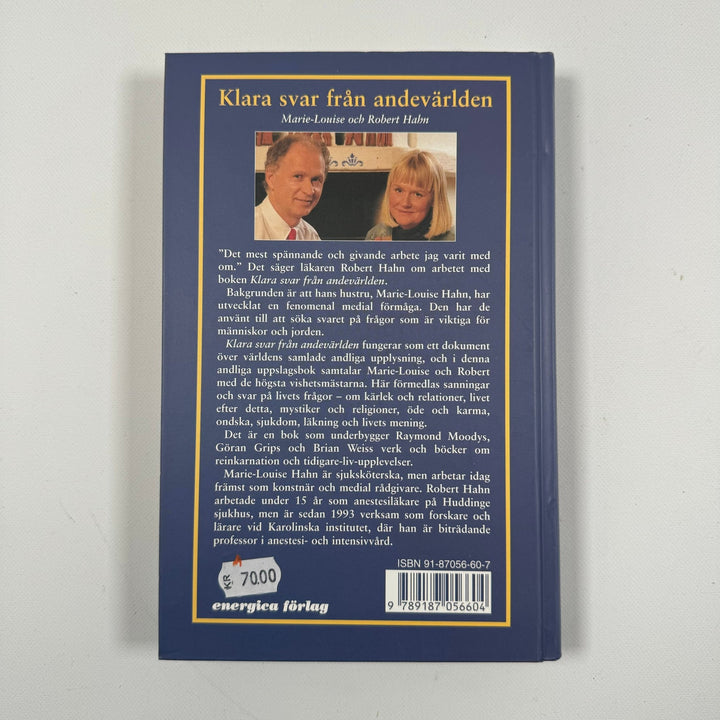 Klara svar från andevärlden
Marie-Louise och Robert Hahn
”Det mest spännande och givande arbete jag varit med
om.” Det säger läkaren Robert Hahn om arbetet med
boken Klara svar från andevärlden.
Bakgrunden är att hans hustru, Marie-Louise Hahn, har
utvecklat en fenomenal medial förmåga. Den har de
använt till att söka svaret på frågor som är viktiga för
människor och jorden.
Klara svar från andevärlden fungerar som ett dokument
över världens samlade andliga upplysning, och i denna
andliga uppslagsbok samtalar Marie-Louise och Robert
med de högsta vishetsmästarna. Här förmedlas sanningar
och svar på livets frågor – om kärlek och relationer, livet
efter detta, mystiker och religioner, öde och karma,
ondska, sjukdom, läkning och livets mening.
Det är en bok som underbygger Raymond Moodys,
Göran Grips och Brian Weiss verk och böcker om
reinkarnation och tidigare-liv-upplevelser.
Marie-Louise Hahn är sjuksköterska, men arbetar idag
främst som konstnär och medial rådgivare. Robert Hahn
arbetade under 15 år som anestesiläkare på Huddinge
sjukhus, men är sedan 1993 verksam som forskare och
lärare vid Karolinska institutet, där han är biträdande
professor i anestesi- och intensivvård.
ISBN 91-87056-60-7
KR 70.00
energica förlag
9 789187 056604